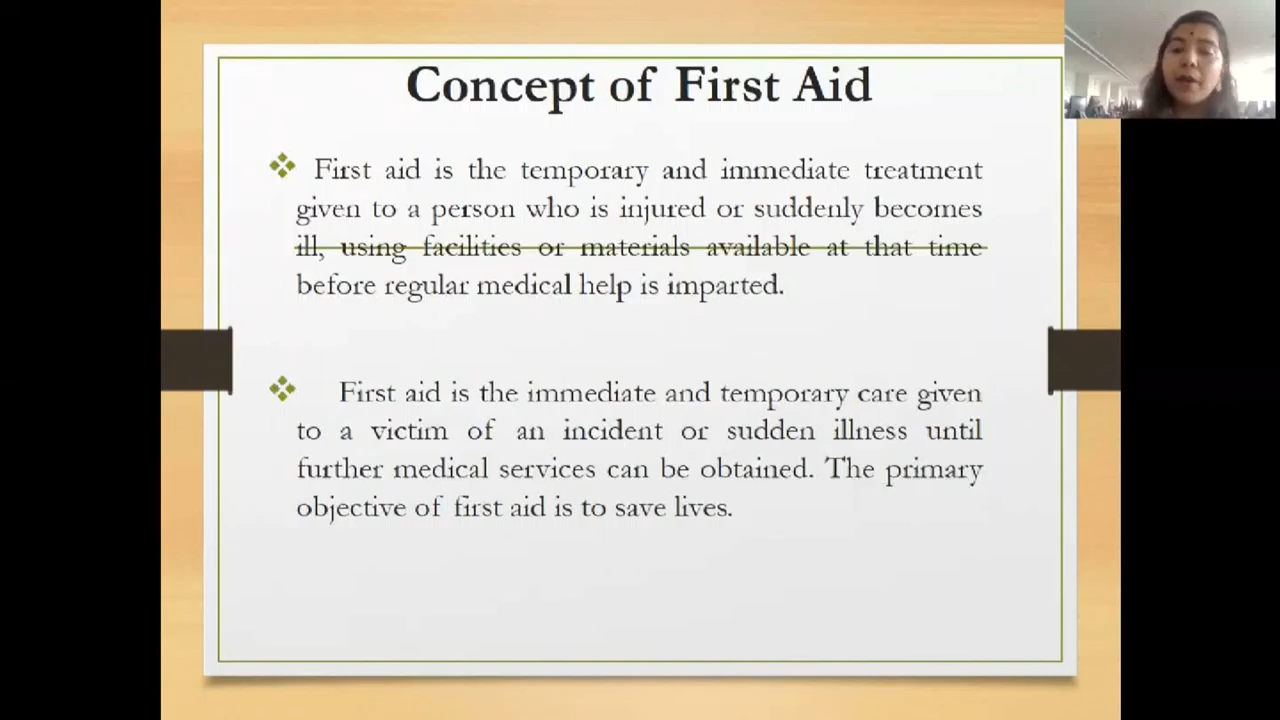 Concept of First Aid
First aid is the temporary and immediate treatment
given to a person who is injured or suddenly becomes
ill, using facilities or materials available at that time
before regular medical help is imparted.
First aid is the immediate and temporary care given
to a victim of an incident or sudden illness until
further medical services can be obtained. The primary
objective of first aid is to save lives.